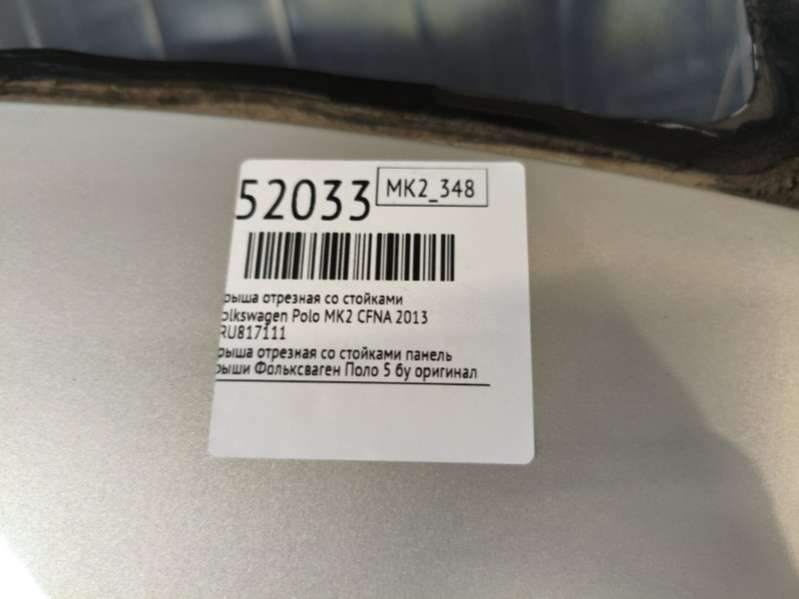 52033 MK2_348
рыша отрезная со стойками
olkswagen Polo MK2 CFNA 2013
RU817111
рыша отрезная со стойками панель
рыши Фольксваген Поло 5 бу оригинал